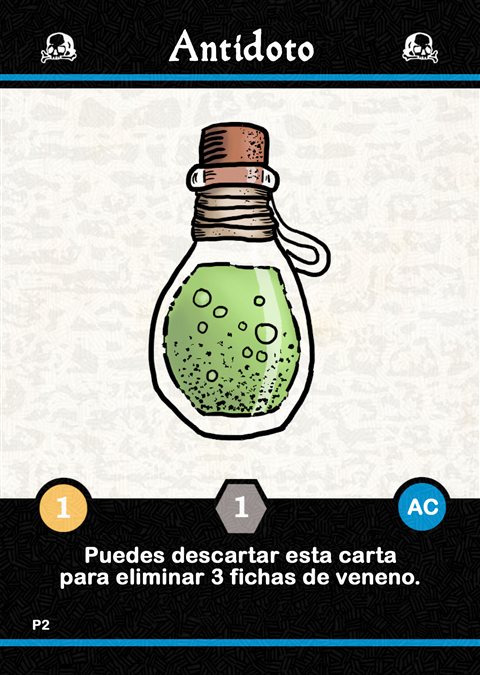 Antídoto
1
1
AC
Puedes descartar esta carta
para eliminar 3 fichas de veneno.
P2